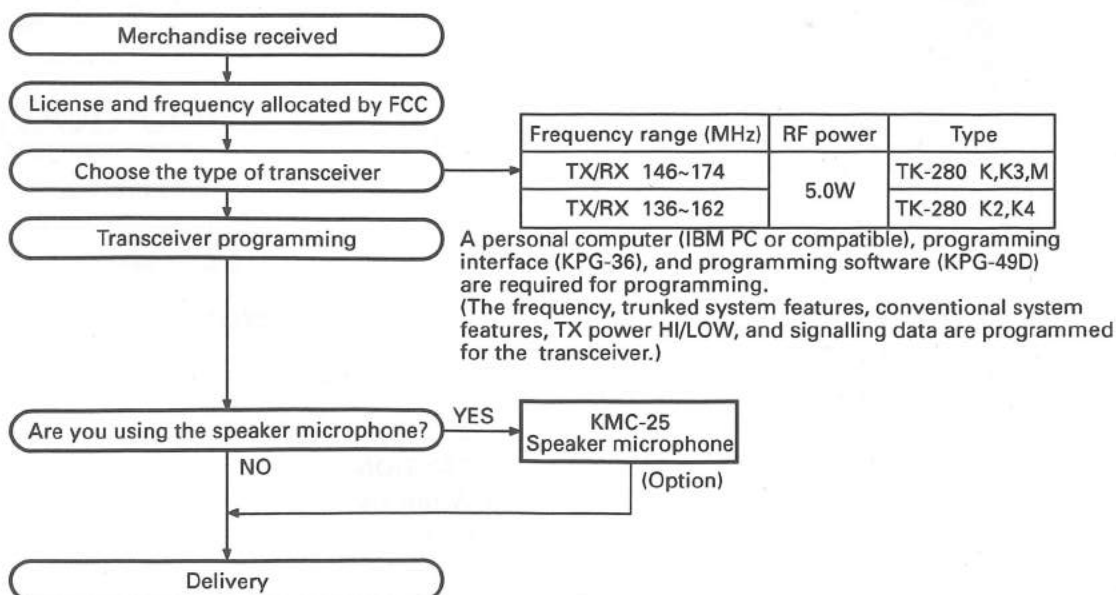 Merchandise received
License and frequency allocated by FCC
Choose the type of transceiver
Frequency range (MHz) RF power Type
TX/RX 146~174 5.0W TK-280 K,K3,M
TX/RX 136~162 TK-280 K2,K4
Transceiver programming
A personal computer (IBM PC or compatible), programming
interface (KPG-36), and programming software (KPG-49D)
are required for programming.
(The frequency, trunked system features, conventional system
features, TX power HI/LOW, and signalling data are programmed
for the transceiver.)
Are you using the speaker microphone?
YES
KMC-25
Speaker microphone
NO
(Option)
Delivery